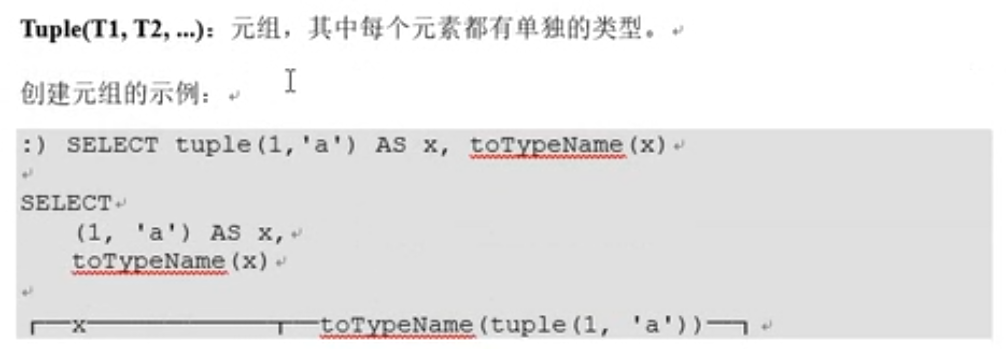 Tuple(T1, T2, ...)：元组，其中每个元素都有单独的类型。
创建元组的示例：
:) SELECT tuple(1,'a') AS x, toTypeName(x)
SELECT
(1, 'a') AS x,
toTypeName(x)
┌──x──────────┬──toTypeName(tuple(1, 'a'))──┐